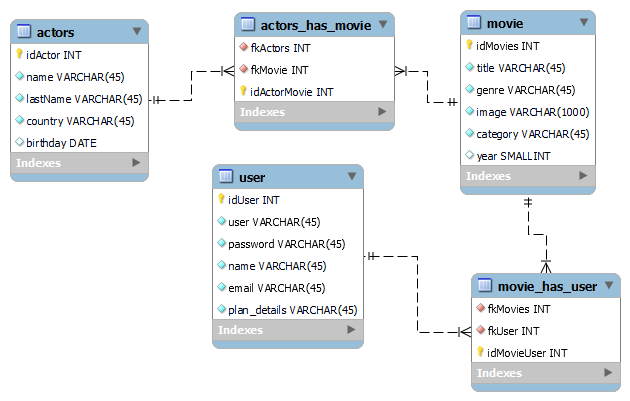 actors
idActor INT
name VARCHAR(45)
lastName VARCHAR(45)
country VARCHAR(45)
birthday DATE
Indexes
actors_has_movie
fkActors INT
fkMovie INT
idActorMovie INT
Indexes
movie
idMovies INT
title VARCHAR(45)
genre VARCHAR(45)
image VARCHAR(1000)
category VARCHAR(45)
year SMALLINT
Indexes
user
idUser INT
user VARCHAR(45)
password VARCHAR(45)
name VARCHAR(45)
email VARCHAR(45)
plan_details VARCHAR(45)
Indexes
movie_has_user
fkMovies INT
fkUser INT
idMovieUser INT
Indexes